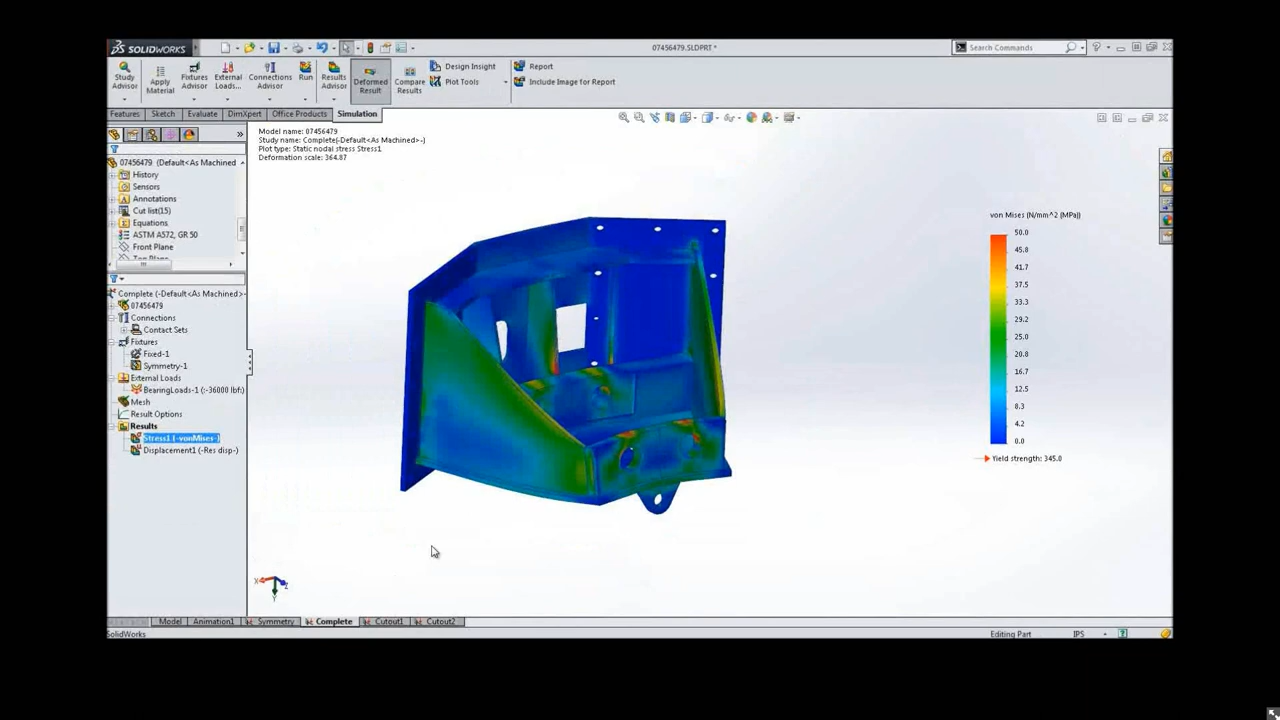 SOLIDWORKS
07456479.SLDPRT *
Search Commands
Study Advisor
Apply Material
Fixtures Advisor
External Loads...
Connections Advisor
Run
Results Advisor
Deformed Result
Compare Results
Design Insight
Plot Tools
Report
Include Image for Report
Features
Sketch
Evaluate
DimXpert
Office Products
Simulation
Model name: 07456479
Study name: Complete(-Default<As Machined>-)
Plot type: Static nodal stress Stress1
Deformation scale: 364.87
07456479 (Default<As Machined
History
Sensors
Annotations
Cut list(15)
Equations
ASTM A572, GR 50
Front Plane
Complete (-Default<As Machined>-
07456479
Connections
Contact Sets
Fixtures
Fixed-1
Symmetry-1
External Loads
BearingLoads-1 (:-36000 lbf:)
Mesh
Result Options
Results
Stress1 (-vonMises-)
Displacement1 (-Res disp-)
von Mises (N/mm^2 (MPa))
50.0
45.8
41.7
37.5
33.3
29.2
25.0
20.8
16.7
12.5
8.3
4.2
0.0
Yield strength: 345.0
X
Y
Z
Model
Animation1
Symmetry
Complete
Cutout1
Cutout2
SolidWorks
Editing Part
IPS